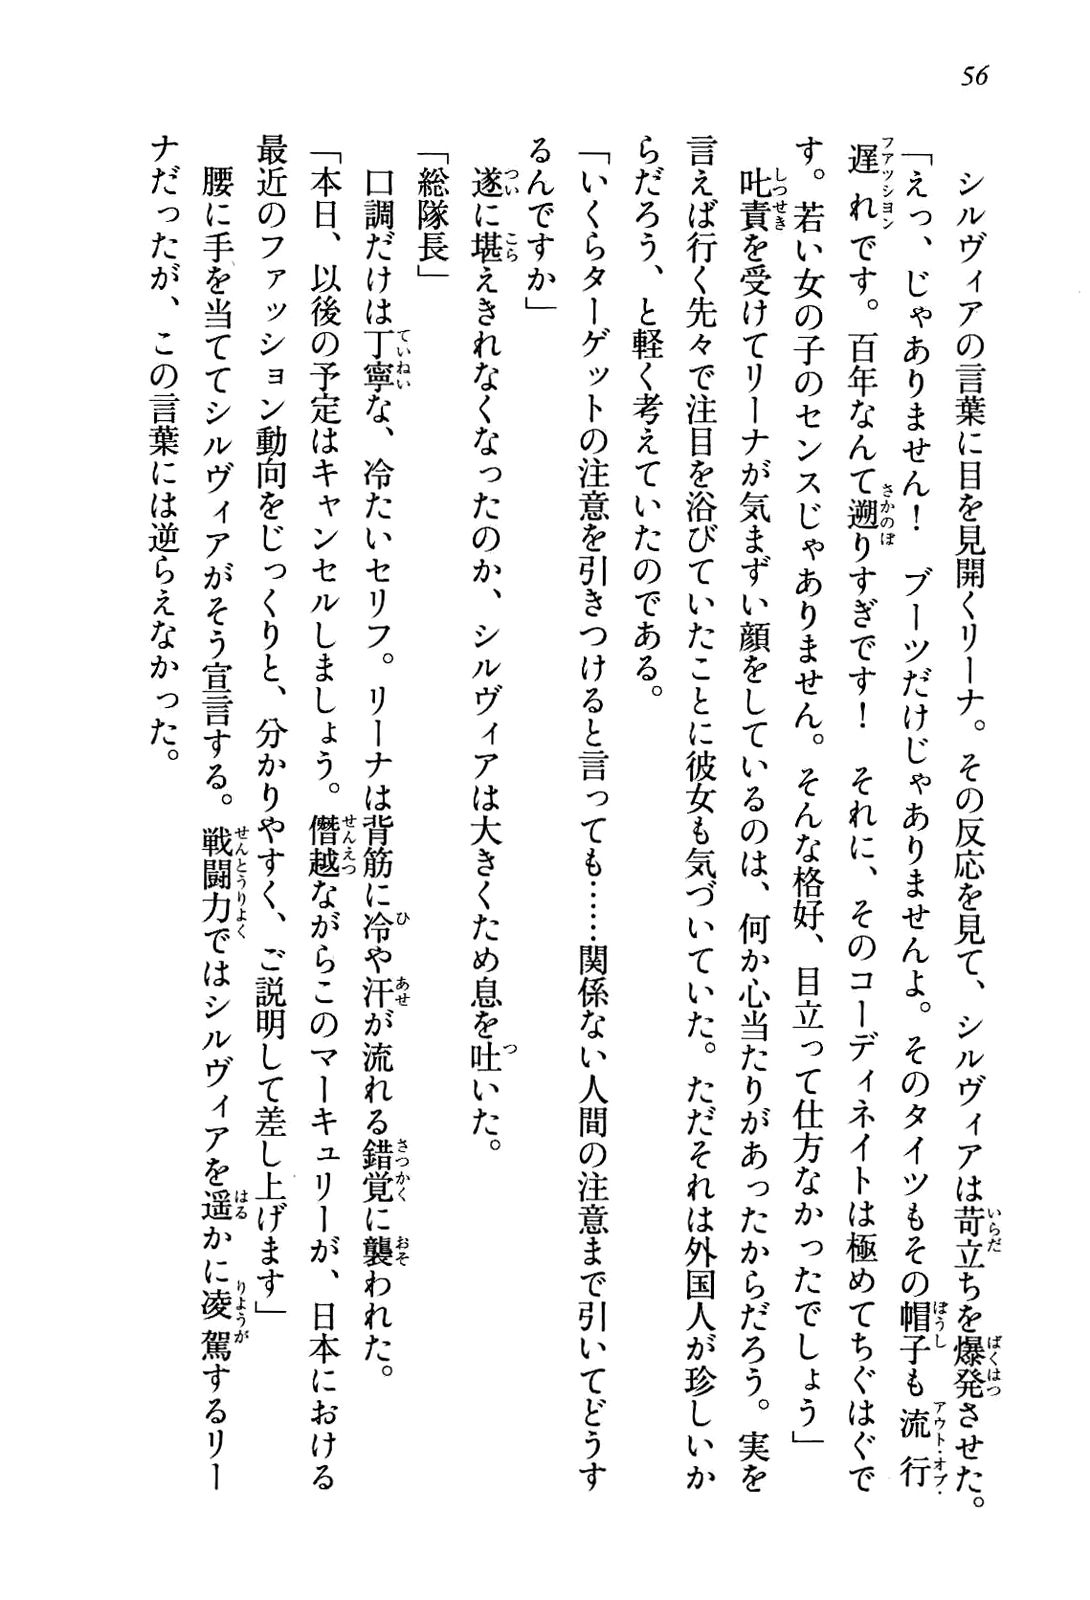 56
シルヴィアの言葉に目を見開くリーナ。その反応を見て、シルヴィアは苛立ちを爆発させた。
「えっ、じゃありません！　ブーツだけじゃありませんよ。そのタイツもその帽子も流行
遅れです。百年なんて遡りすぎです！　それに、そのコーディネイトは極めてちぐはぐで
す。若い女の子のセンスじゃありません。そんな格好、目立って仕方なかったでしょう」
叱責を受けてリーナが気まずい顔をしているのは、何か心当たりがあったからだろう。実を
言えば行く先々で注目を浴びていたことに彼女も気づいていた。ただそれは外国人が珍しいか
らだろう、と軽く考えていたのである。
「いくらターゲットの注意を引きつけると言っても……関係ない人間の注意まで引いてどうす
るんですか」
遂に堪えきれなくなったのか、シルヴィアは大きくため息を吐いた。
「総隊長」
口調だけは丁寧な、冷たいセリフ。リーナは背筋に冷や汗が流れる錯覚に襲われた。
「本日、以後の予定はキャンセルしましょう。僭越ながらこのマーキュリーが、日本における
最近のファッション動向をじっくりと、分かりやすく、ご説明して差し上げます」
腰に手を当ててシルヴィアがそう宣言する。戦闘力ではシルヴィアを遥かに凌駕するリー
ナだったが、この言葉には逆らえなかった。